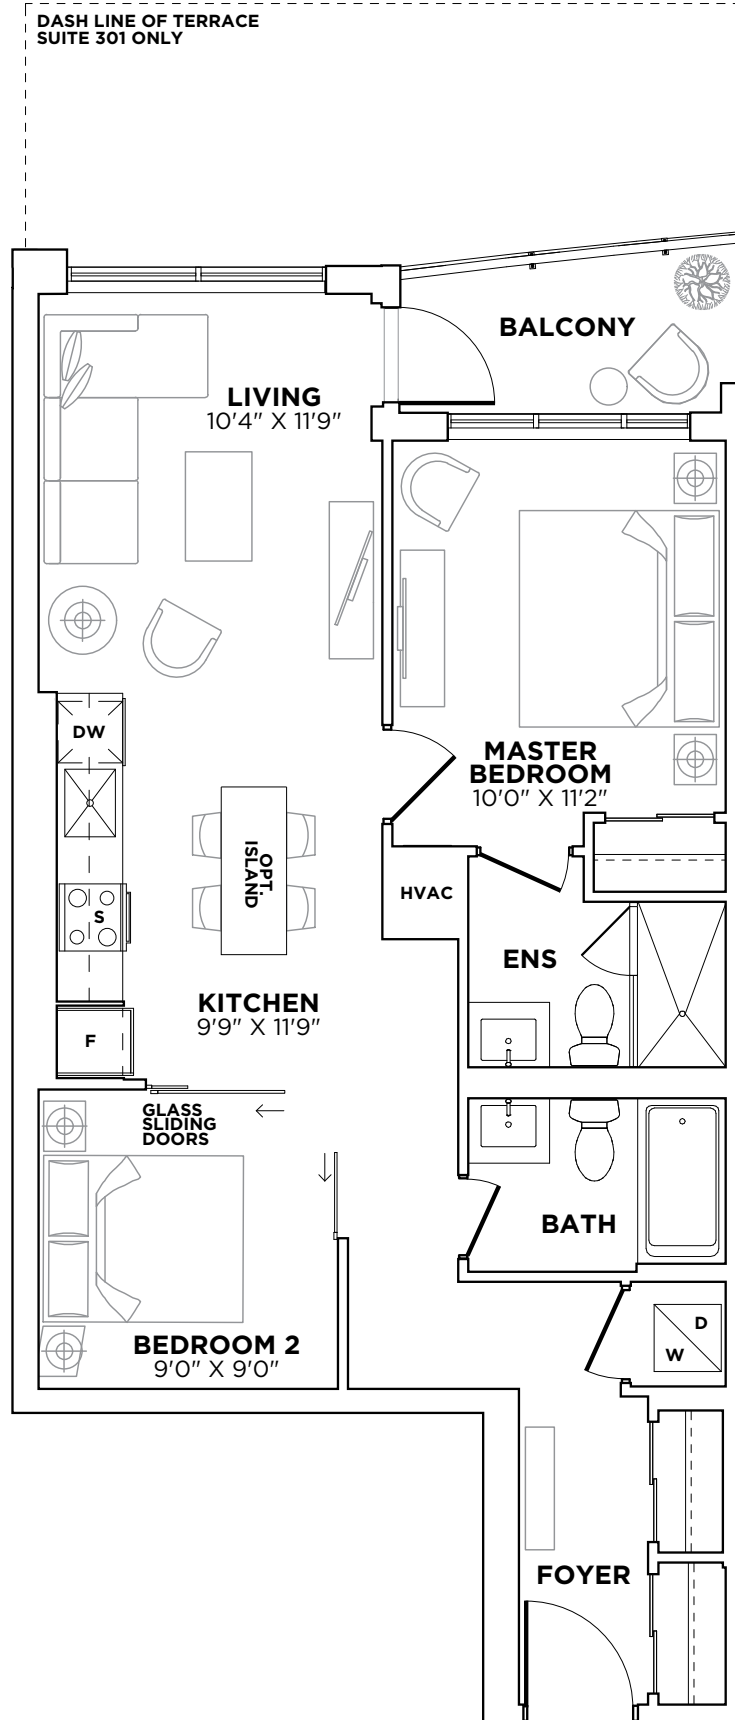 DASH LINE OF TERRACE
SUITE 301 ONLY
BALCONY
LIVING
10'4" X 11'9"
DW
MASTER
BEDROOM
10'0" X 11'2"
OPT.
ISLAND
HVAC
S
ENS
KITCHEN
9'9" X 11'9"
F
GLASS
SLIDING
DOORS
BATH
BEDROOM 2
9'0" X 9'0"
D
W
FOYER